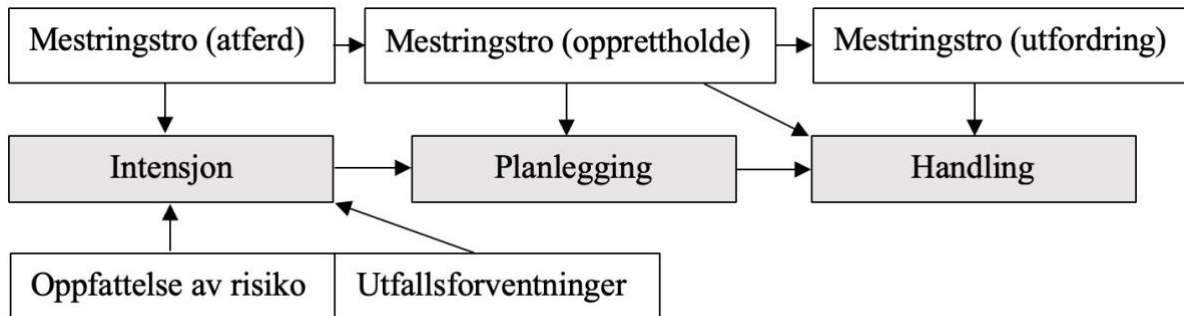 Mestringstro (atferd)
Mestringstro (opprettholde)
Mestringstro (utfordring)
Intensjon
Planlegging
Handling
Oppfattelse av risiko
Utfallsforventninger